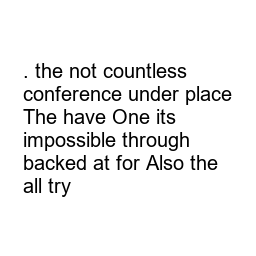 . the not countless
conference under place
The have One its
impossible through
backed at for Also the
all try